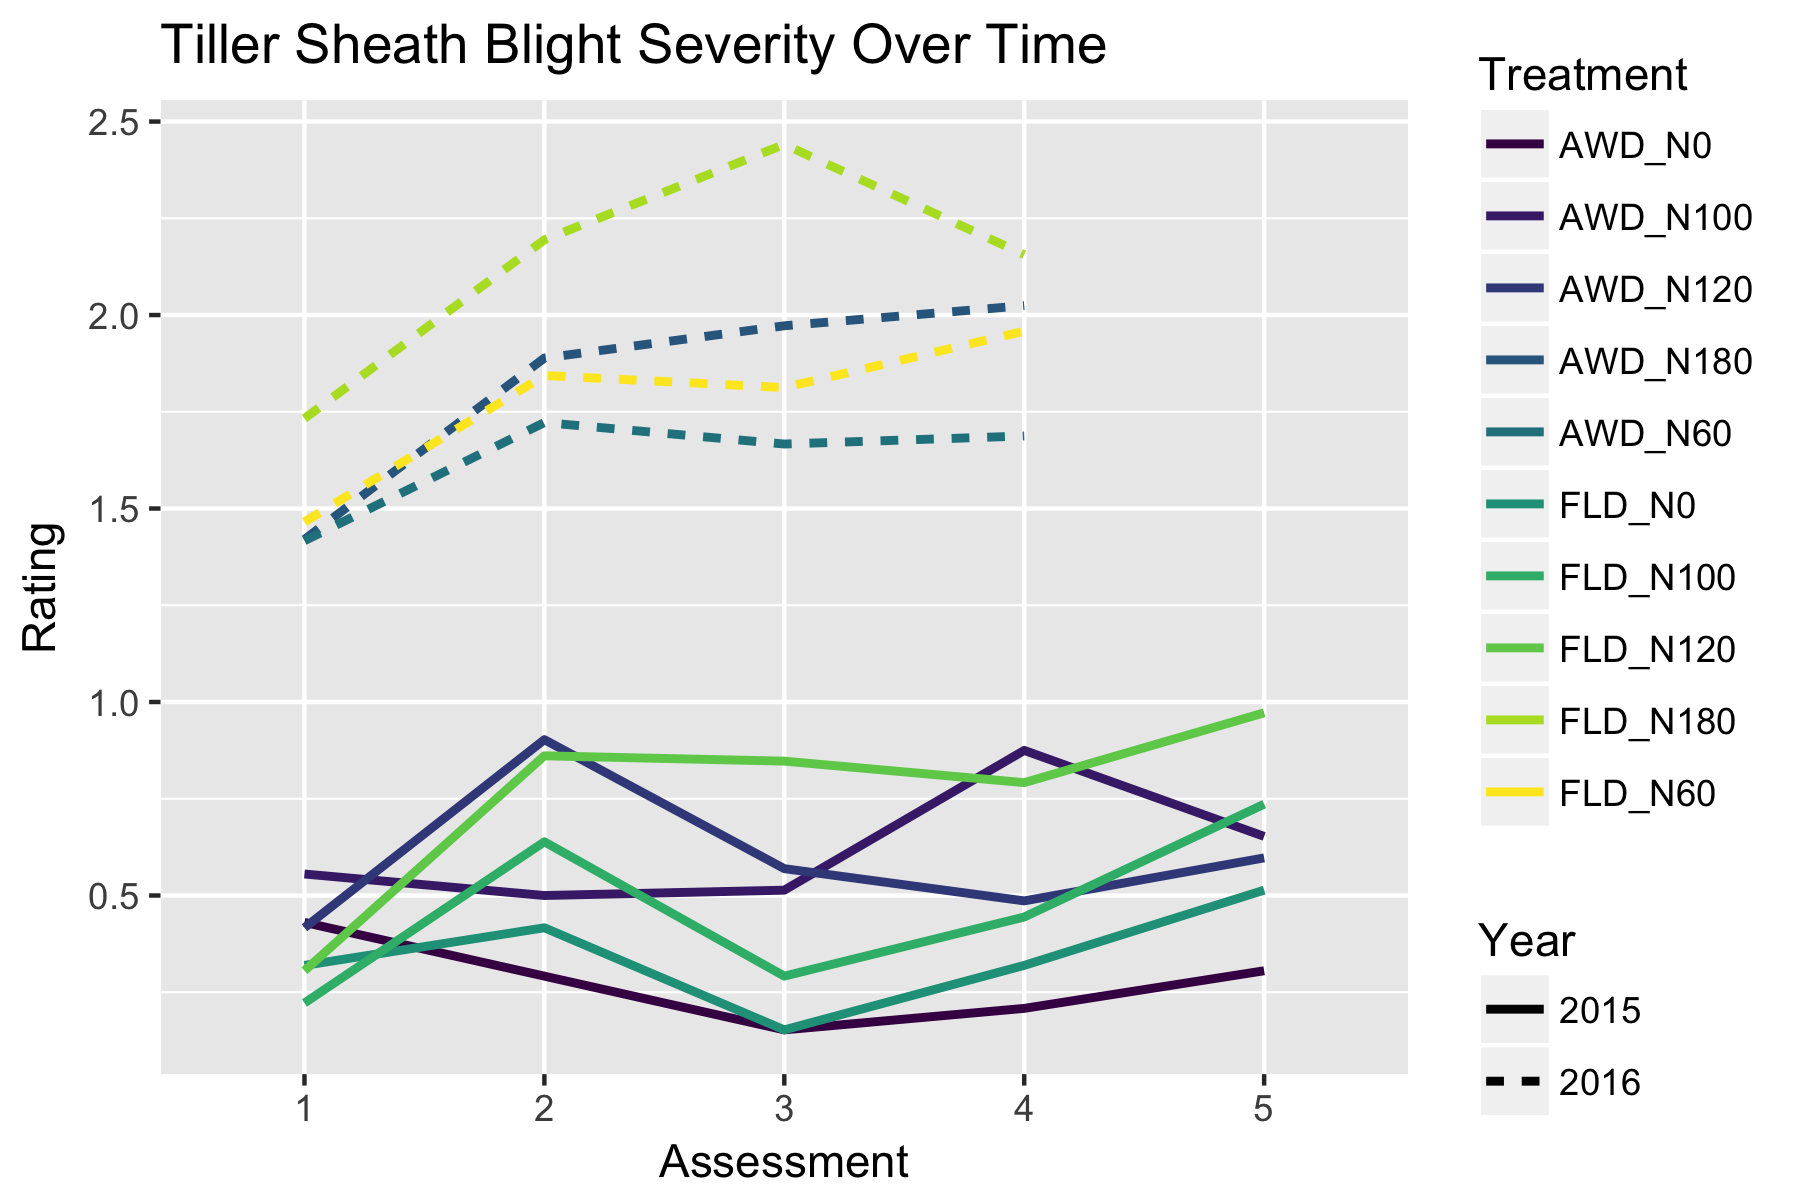 Tiller Sheath Blight Severity Over Time
Rating
2.5
2.0
1.5
1.0
0.5
1 2 3 4 5
Assessment
Treatment
AWD_N0
AWD_N100
AWD_N120
AWD_N180
AWD_N60
FLD_N0
FLD_N100
FLD_N120
FLD_N180
FLD_N60
Year
2015
2016